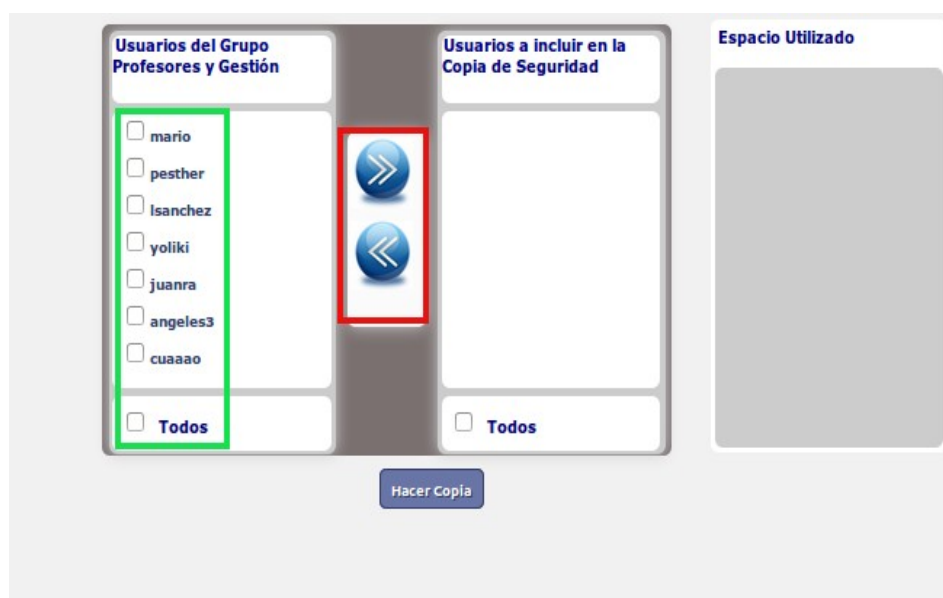 Usuarios del Grupo
Profesores y Gestión
mario
pesther
lsanchez
yoliki
juanra
angeles3
cuaaao
Todos
Usuarios a incluir en la
Copia de Seguridad
Todos
Espacio Utilizado
Hacer Copia